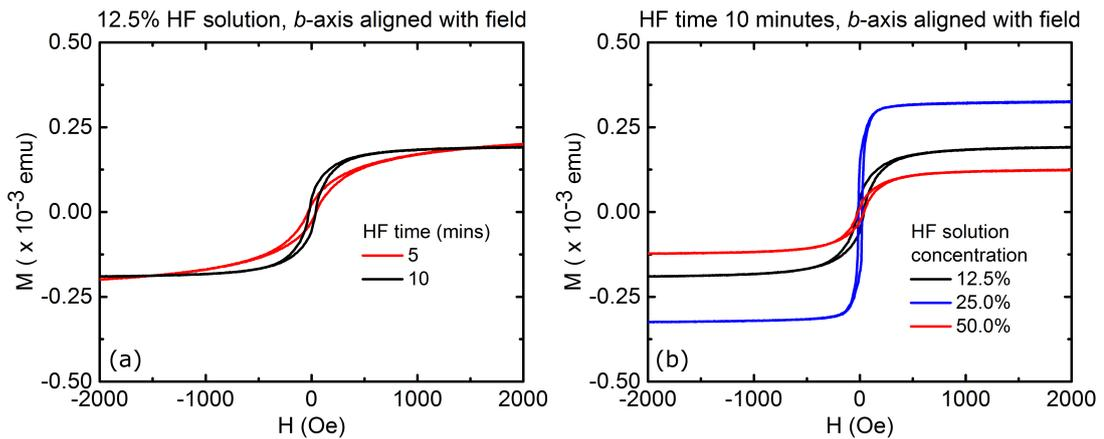 12.5% HF solution, b-axis aligned with field
0.50
0.25
0.00
-0.25
-0.50
M ( x 10-3 emu)
-2000 -1000 0 1000 2000
H (Oe)
HF time (mins)
5
10
(a)
HF time 10 minutes, b-axis aligned with field
0.50
0.25
0.00
-0.25
-0.50
M ( x 10-3 emu)
-2000 -1000 0 1000 2000
H (Oe)
HF solution
concentration
12.5%
25.0%
50.0%
(b)